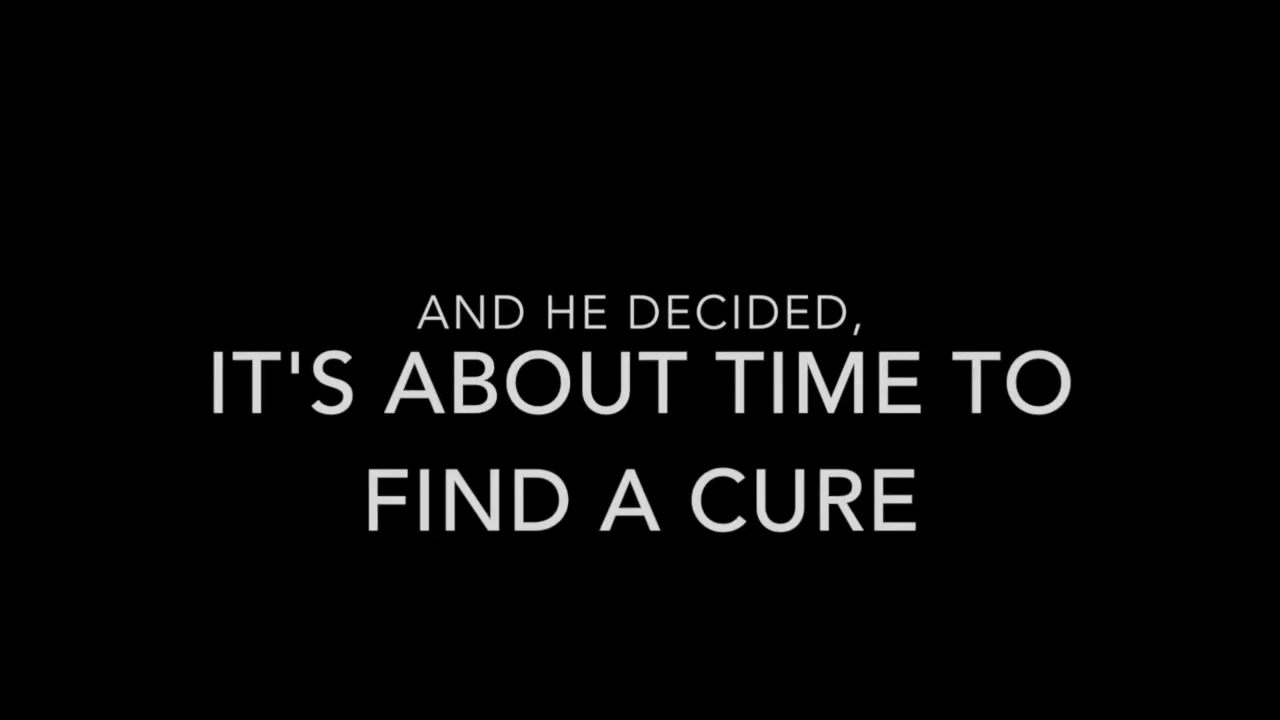 AND HE DECIDED,
IT'S ABOUT TIME TO
FIND A CURE